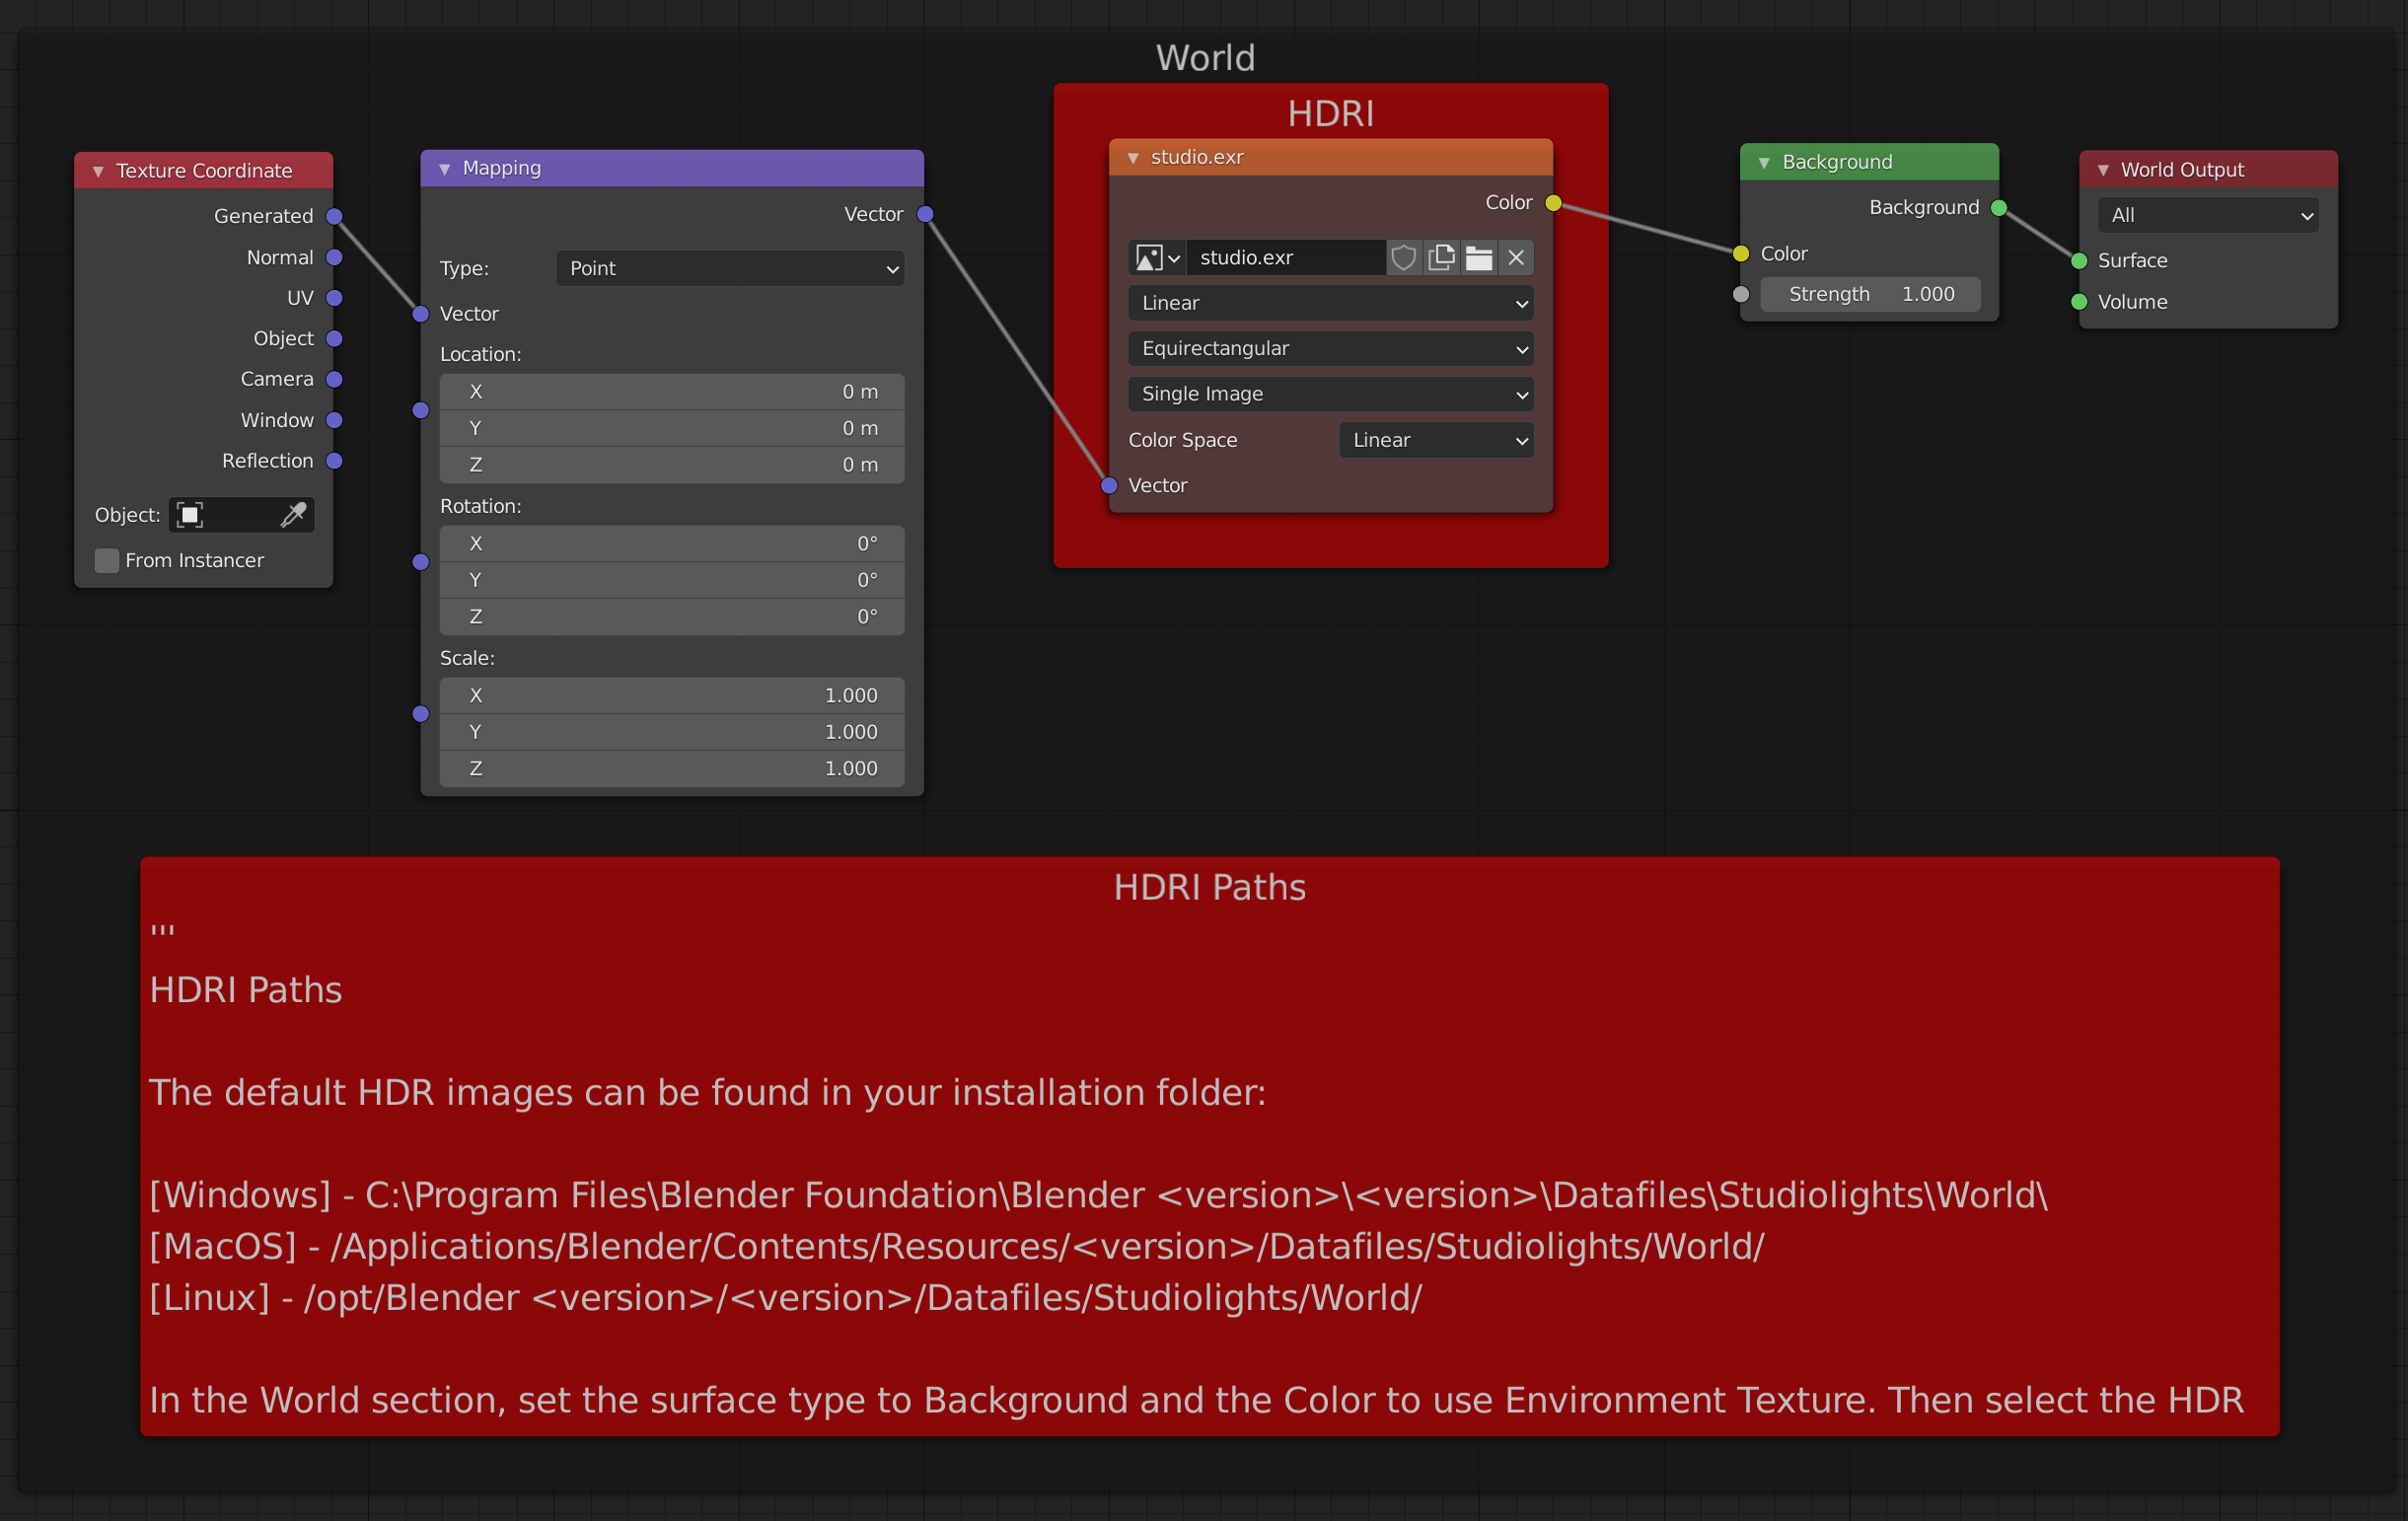 World
HDRI
Texture Coordinate
Generated
Normal
UV
Object
Camera
Window
Reflection
Object:
From Instancer
Mapping
Vector
Type: Point
Vector
Location:
X 0 m
Y 0 m
Z 0 m
Rotation:
X 0°
Y 0°
Z 0°
Scale:
X 1.000
Y 1.000
Z 1.000
studio.exr
Color
studio.exr
Linear
Equirectangular
Single Image
Color Space Linear
Vector
Background
Background
Color
Strength 1.000
World Output
All
Surface
Volume
HDRI Paths
'''
HDRI Paths
The default HDR images can be found in your installation folder:
[Windows] - C:\Program Files\Blender Foundation\Blender <version>\<version>\Datafiles\Studiolights\World\
[MacOS] - /Applications/Blender/Contents/Resources/<version>/Datafiles/Studiolights/World/
[Linux] - /opt/Blender <version>/<version>/Datafiles/Studiolights/World/
In the World section, set the surface type to Background and the Color to use Environment Texture. Then select the HDR